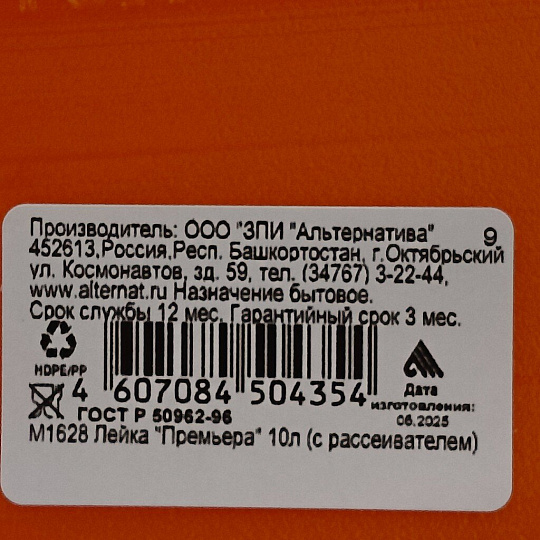 Производитель: ООО "ЗПИ "Альтернатива"
9
452613,Россия,Респ. Башкортостан, г.Октябрьский
ул. Космонавтов, зд. 59, тел. (34767) 3-22-44,
www.alternat.ru Назначение бытовое.
Срок службы 12 мес. Гарантийный срок 3 мес.
HDPE/PP
4 607084 504354
Дата
изготовления:
06.2025
ГОСТ Р 50962-96
М1628 Лейка "Премьера" 10л (с рассеивателем)